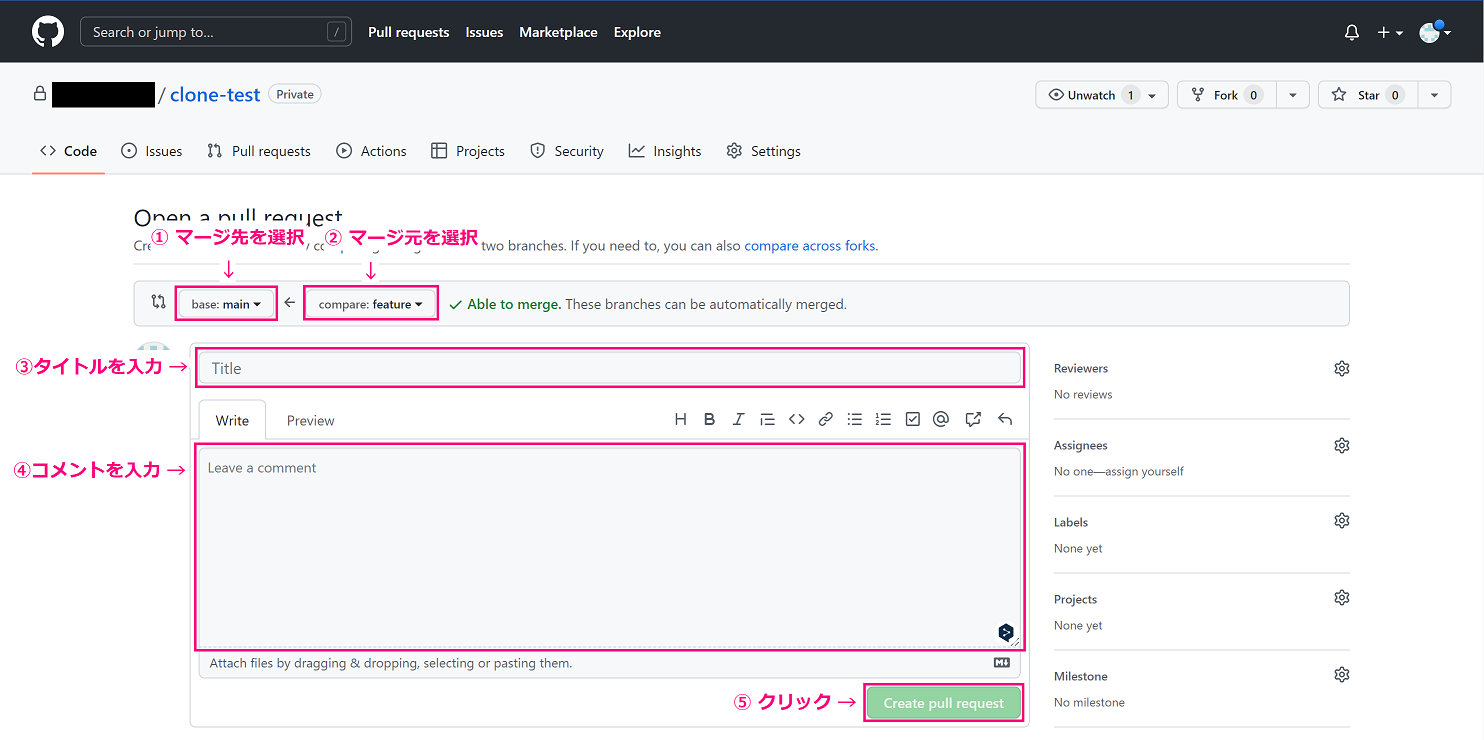 Search or jump to... /
Pull requests Issues Marketplace Explore
/ clone-test Private
Unwatch 1 Fork 0 Star 0
Code Issues Pull requests Actions Projects Security Insights Settings
Open a pull request
① マージ先を選択 ② マージ元を選択
two branches. If you need to, you can also compare across forks.
base: main compare: feature Able to merge. These branches can be automatically merged.
③タイトルを入力 →
Title
Write Preview
④コメントを入力 →
Leave a comment
Attach files by dragging & dropping, selecting or pasting them.
⑤ クリック →
Create pull request
Reviewers
No reviews
Assignees
No one—assign yourself
Labels
None yet
Projects
None yet
Milestone
No milestone